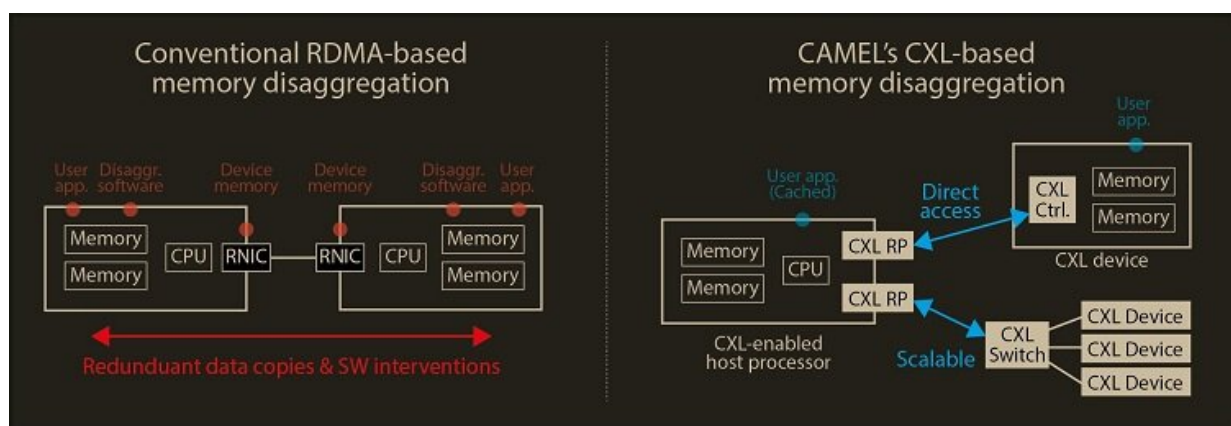 Conventional RDMA-based
memory disaggregation
User
app.
Disaggr.
software
Device
memory
Device
memory
Disaggr.
software
User
app.
Memory
Memory
CPU
RNIC
RNIC
CPU
Memory
Memory
Redunduant data copies & SW interventions
CAMEL's CXL-based
memory disaggregation
User
app.
User app.
(Cached)
Direct
access
CXL
Ctrl.
Memory
Memory
CXL device
Memory
Memory
CPU
CXL RP
CXL RP
CXL-enabled
host processor
Scalable
CXL
Switch
CXL Device
CXL Device
CXL Device